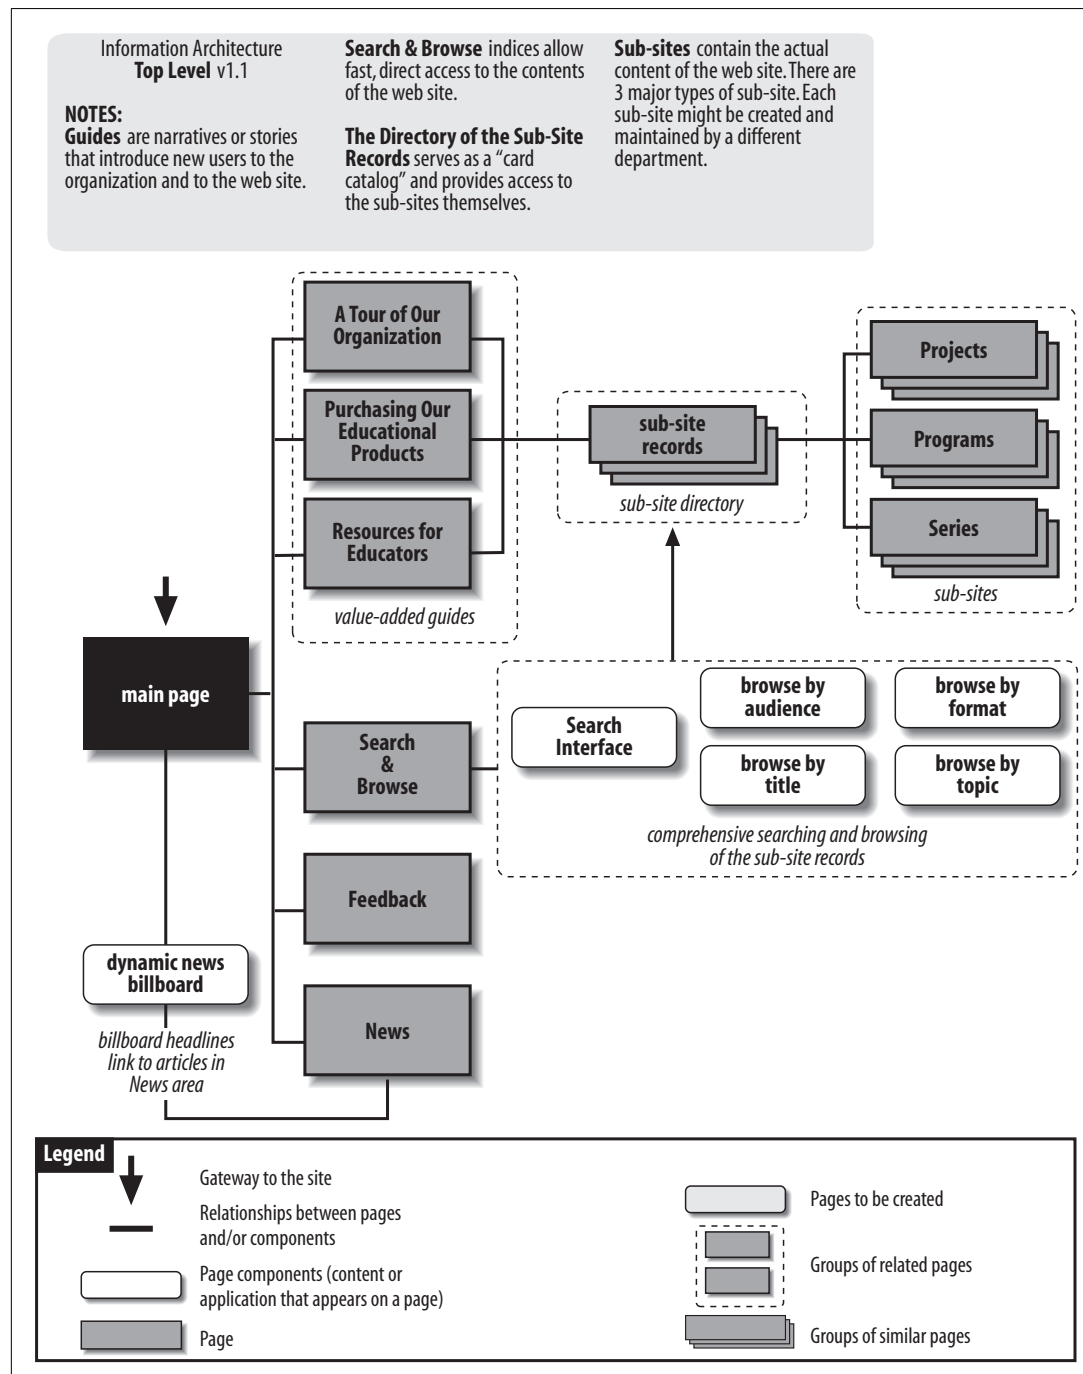 Information Architecture
Top Level v1.1
NOTES:
Guides are narratives or stories
that introduce new users to the
organization and to the web site.
Search & Browse indices allow
fast, direct access to the contents
of the web site.
The Directory of the Sub-Site
Records serves as a “card
catalog” and provides access to
the sub-sites themselves.
Sub-sites contain the actual
content of the web site. There are
3 major types of sub-site. Each
sub-site might be created and
maintained by a different
department.
A Tour of Our
Organization
Purchasing Our
Educational
Products
Resources for
Educators
value-added guides
sub-site
records
sub-site directory
Projects
Programs
Series
sub-sites
main page
Search
&
Browse
Search
Interface
browse by
audience
browse by
format
browse by
title
browse by
topic
comprehensive searching and browsing
of the sub-site records
Feedback
dynamic news
billboard
billboard headlines
link to articles in
News area
News
Legend
Gateway to the site
Relationships between pages
and/or components
Page components (content or
application that appears on a page)
Page
Pages to be created
Groups of related pages
Groups of similar pages